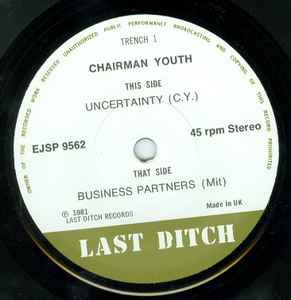 UNAUTHORIZED PUBLIC PERFORMANCE BROADCASTING AND COPYING OF THIS RECORD PROHIBITED
OWNER OF THE RECORDED WORK RESERVED
TRENCH 1
CHAIRMAN YOUTH
THIS SIDE
UNCERTAINTY (C.Y.)
EJSP 9562
45 rpm Stereo
THAT SIDE
BUSINESS PARTNERS (Mit)
℗ 1981
LAST DITCH RECORDS
Made in UK
LAST DITCH